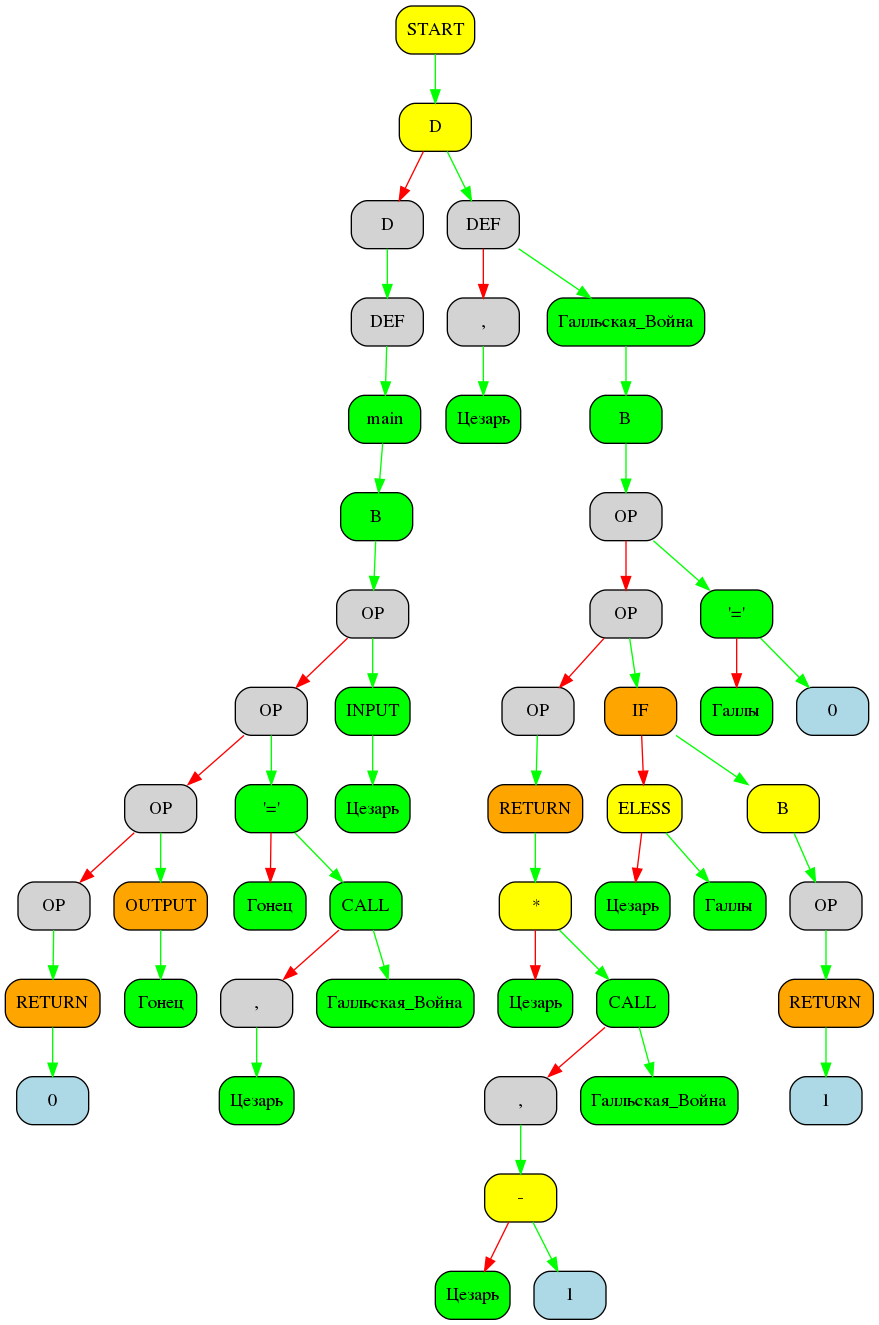 START
D
D
DEF
DEF
,
Галльская_Война
main
Цезарь
B
B
OP
OP
OP
'='
OP
INPUT
OP
IF
Галлы
0
OP
'='
Цезарь
RETURN
ELESS
B
OP
OUTPUT
Гонец
CALL
*
Цезарь
Галлы
OP
RETURN
Гонец
,
Галльская_Война
Цезарь
CALL
RETURN
0
Цезарь
,
Галльская_Война
1
-
Цезарь
1